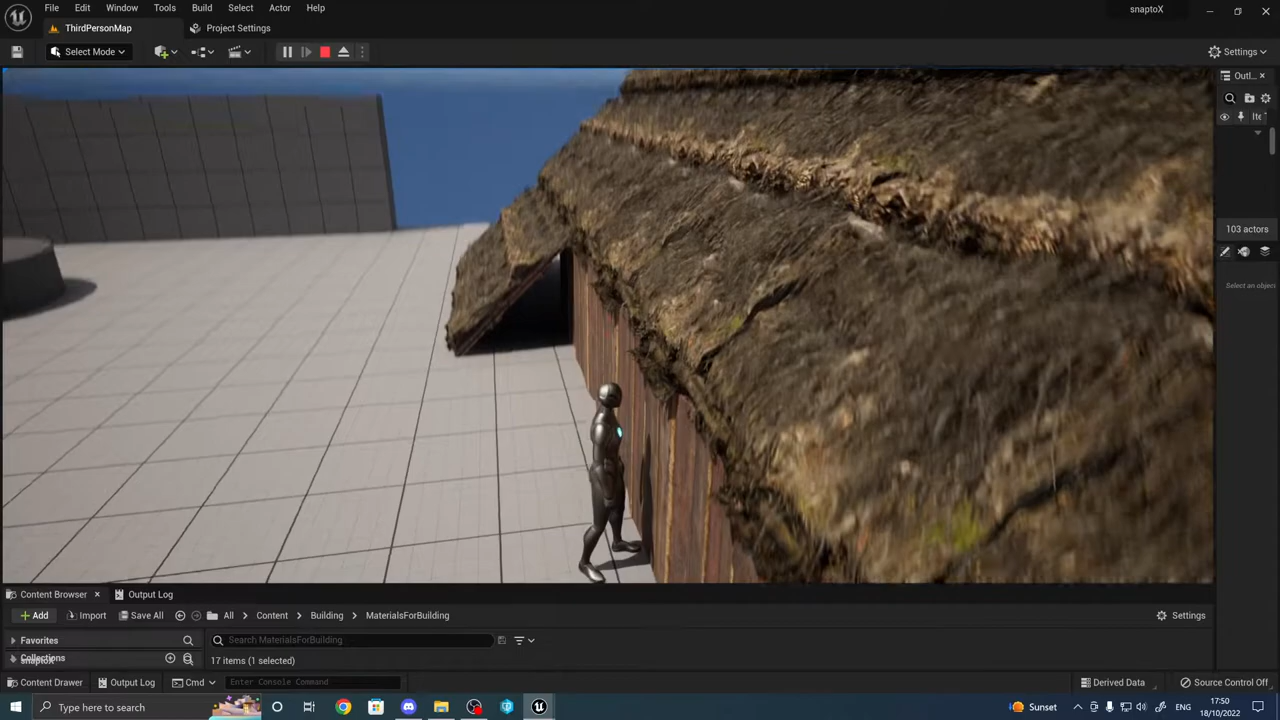 File Edit Window Tools Build Select Actor Help
snaptoX
ThirdPersonMap Project Settings
Select Mode Settings
Outl...
Ite
103 actors
Select an object
Content Browser Output Log
Add Import Save All All Content Building MaterialsForBuilding Settings
Favorites Search MaterialsForBuilding
snaptoX
Collections 17 items (1 selected)
Content Drawer Output Log Cmd Enter Console Command Derived Data Source Control Off
Type here to search Sunset ENG 17:50
18/10/2022